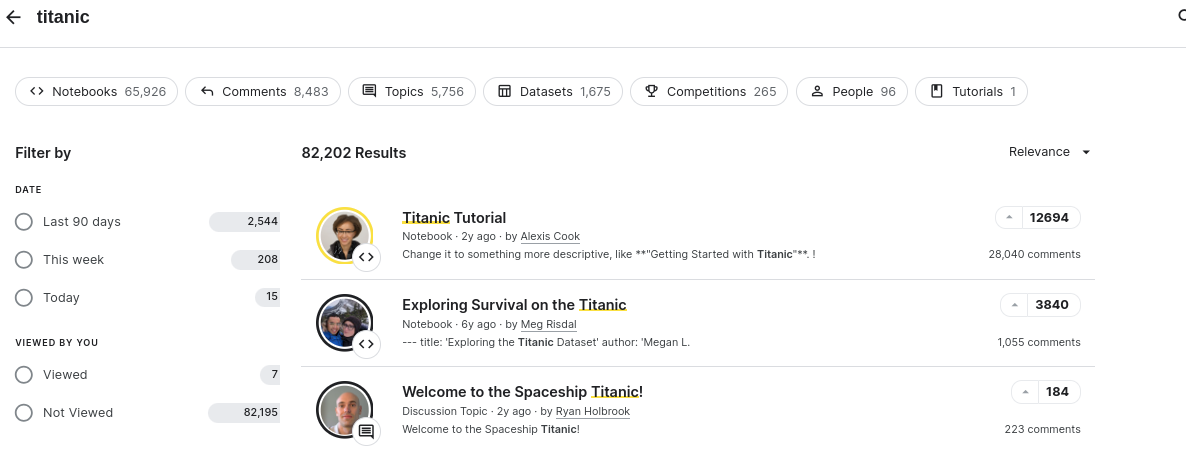 titanic
Notebooks 65,926 Comments 8,483 Topics 5,756 Datasets 1,675 Competitions 265 People 96 Tutorials 1
Filter by
DATE
Last 90 days 2,544
This week 208
Today 15
VIEWED BY YOU
Viewed 7
Not Viewed 82,195
82,202 Results
Relevance
Titanic Tutorial
12694
Notebook · 2y ago · by Alexis Cook
Change it to something more descriptive, like **"Getting Started with Titanic"**. !
28,040 comments
Exploring Survival on the Titanic
3840
Notebook · 6y ago · by Meg Risdal
--- title: 'Exploring the Titanic Dataset' author: 'Megan L.
1,055 comments
Welcome to the Spaceship Titanic!
184
Discussion Topic · 2y ago · by Ryan Holbrook
Welcome to the Spaceship Titanic!
223 comments